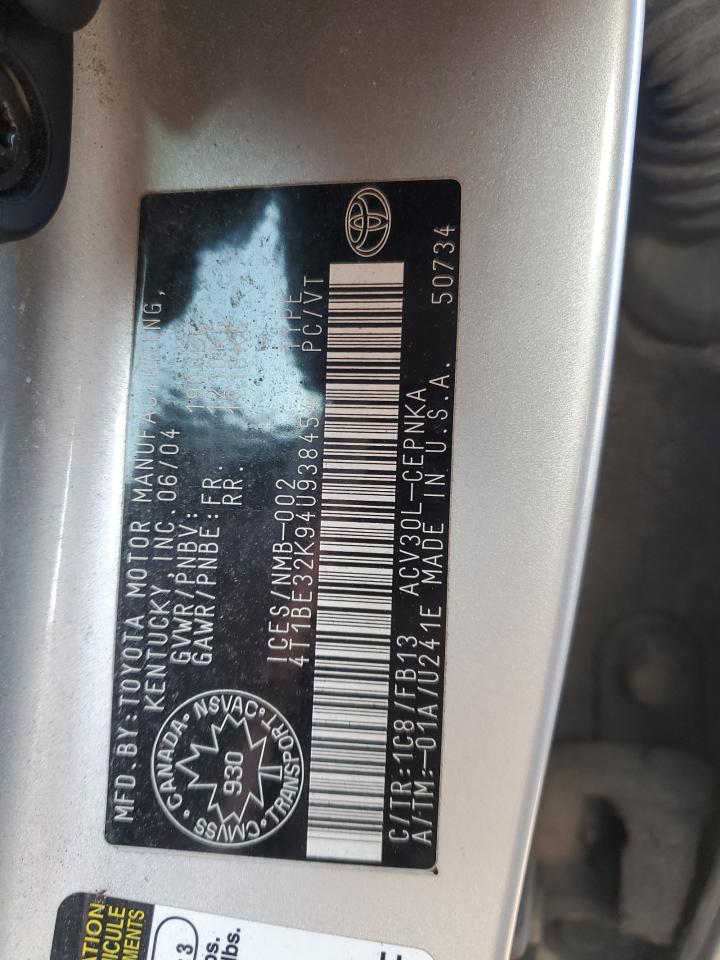 MFD. BY: TOYOTA MOTOR MANUFACTURING,
KENTUCKY, INC. 06/04
GVWR/PNBV:
GAWR/PNBE: FR.
RR.
ICES/NMB-002 TYPE
4T1BE32K94U93845 PC/VT
CANADA • NSVAC • TRANSPORT • CMVSS •
930
C/TR: 1C8/FB13 ACV30L-CEPNKA
A/TM: -01A/U241E MADE IN U.S.A. 50734